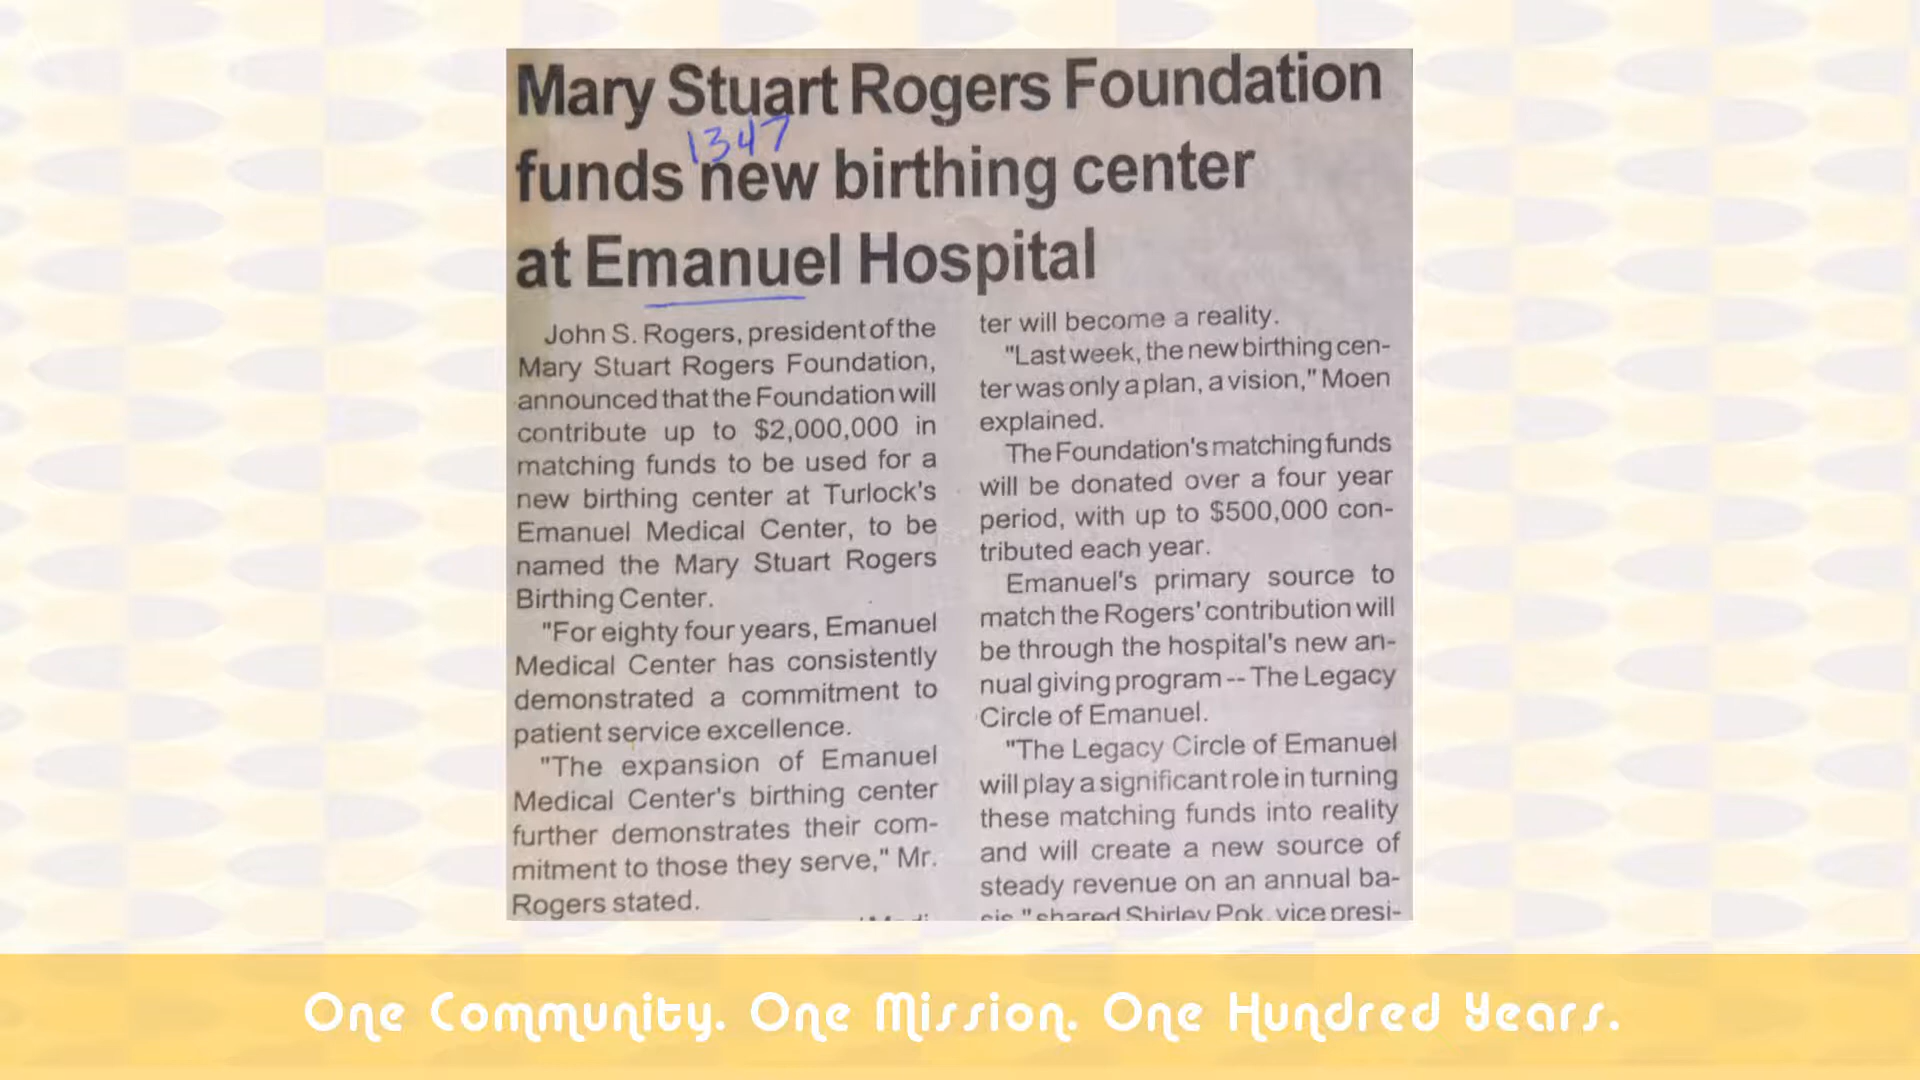 Mary Stuart Rogers Foundation
1347
funds new birthing center
at Emanuel Hospital
John S. Rogers, president of the
Mary Stuart Rogers Foundation,
announced that the Foundation will
contribute up to $2,000,000 in
matching funds to be used for a
new birthing center at Turlock's
Emanuel Medical Center, to be
named the Mary Stuart Rogers
Birthing Center.
"For eighty four years, Emanuel
Medical Center has consistently
demonstrated a commitment to
patient service excellence.
"The expansion of Emanuel
Medical Center's birthing center
further demonstrates their com-
mitment to those they serve," Mr.
Rogers stated.
ter will become a reality.
"Last week, the new birthing cen-
ter was only a plan, a vision," Moen
explained.
The Foundation's matching funds
will be donated over a four year
period, with up to $500,000 con-
tributed each year.
Emanuel's primary source to
match the Rogers' contribution will
be through the hospital's new an-
nual giving program -- The Legacy
Circle of Emanuel.
"The Legacy Circle of Emanuel
will play a significant role in turning
these matching funds into reality
and will create a new source of
steady revenue on an annual ba-
sis," shared Shirley Pok, vice presi-
One Community. One Mission. One Hundred Years.